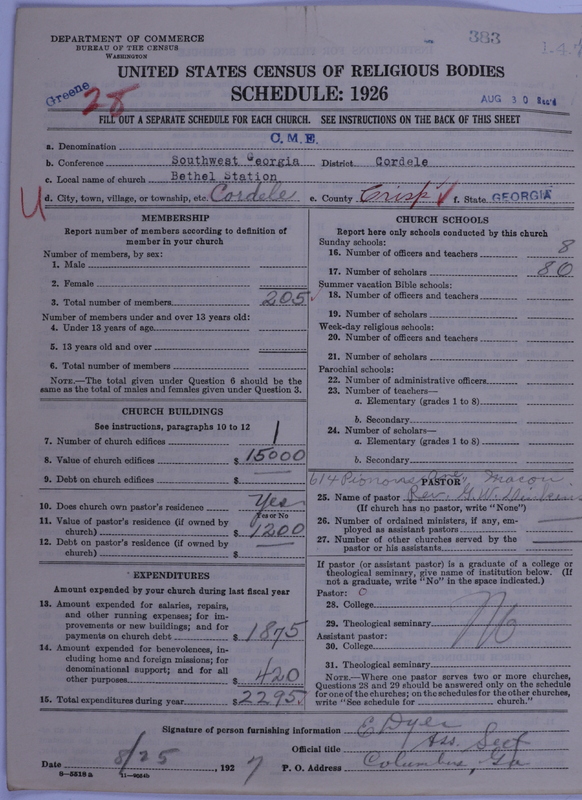 DEPARTMENT OF COMMERCE
BUREAU OF THE CENSUS
WASHINGTON
383
1.4.
UNITED STATES CENSUS OF RELIGIOUS BODIES
SCHEDULE: 1926
Greene
28
AUG 30 Rec'd
FILL OUT A SEPARATE SCHEDULE FOR EACH CHURCH. SEE INSTRUCTIONS ON THE BACK OF THIS SHEET
a. Denomination C.M.E.
b. Conference Southwest Georgia District Cordele
c. Local name of church Bethel Station
d. City, town, village, or township, etc. Cordele e. County Crisp f. State GEORGIA
MEMBERSHIP
Report number of members according to definition of member in your church
Number of members, by sex:
1. Male
2. Female
3. Total number of members 205
Number of members under and over 13 years old:
4. Under 13 years of age
5. 13 years old and over
6. Total number of members
NOTE.—The total given under Question 6 should be the
same as the total of males and females given under Question 3.
CHURCH BUILDINGS
See instructions, paragraphs 10 to 12
7. Number of church edifices 1
8. Value of church edifices $ 15000
9. Debt on church edifices $
10. Does church own pastor's residence Yes
Yes or No
11. Value of pastor's residence (if owned by
church) $ 1200
12. Debt on pastor's residence (if owned by
church) $
EXPENDITURES
Amount expended by your church during last fiscal year
13. Amount expended for salaries, repairs,
and other running expenses; for im-
provements or new buildings; and for
payments on church debt $ 1875
14. Amount expended for benevolences, in-
cluding home and foreign missions; for
denominational support; and for all
other purposes $ 420
15. Total expenditures during year $ 2295
CHURCH SCHOOLS
Report here only schools conducted by this church
Sunday schools:
16. Number of officers and teachers 8
17. Number of scholars 80
Summer vacation Bible schools:
18. Number of officers and teachers
19. Number of scholars
Week-day religious schools:
20. Number of officers and teachers
21. Number of scholars
Parochial schools:
22. Number of administrative officers
23. Number of teachers—
a. Elementary (grades 1 to 8)
b. Secondary
24. Number of scholars—
a. Elementary (grades 1 to 8)
b. Secondary
614 Ave, Macon
PASTOR
25. Name of pastor Rev. G.W.
(If church has no pastor, write "None")
26. Number of ordained ministers, if any, em-
ployed as assistant pastors
27. Number of other churches served by the
pastor or his assistants
If pastor (or assistant pastor) is a graduate of a college or
theological seminary, give name of institution below. (If
not a graduate, write "No" in the space indicated.)
Pastor:
28. College
29. Theological seminary No
Assistant pastor:
30. College
31. Theological seminary
NOTE.—Where one pastor serves two or more churches,
Questions 28 and 29 should be answered only on the schedule
for one of the churches; on the schedules for the other churches,
write "See schedule for church."
Signature of person furnishing information E Dyer
Official title Ass. Sect
Date 8/25, 1927 P. O. Address Columbus, Ga
8-5518 a